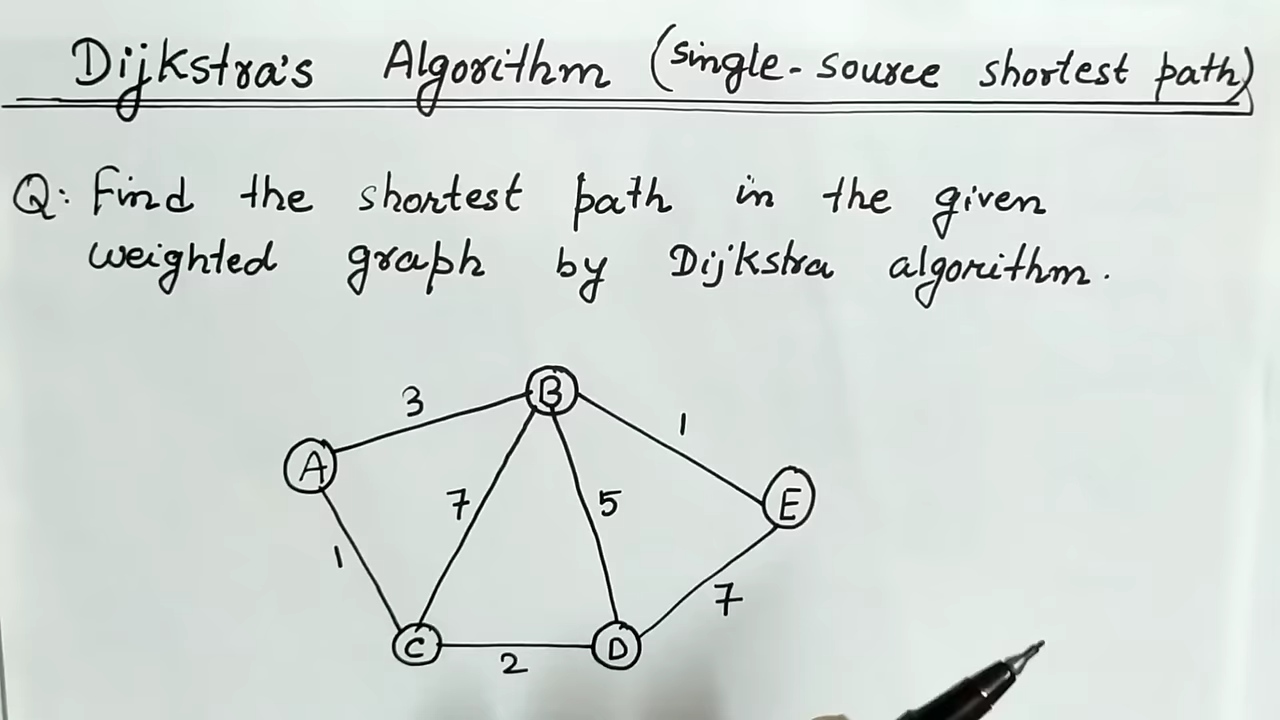 Dijkstra's Algorithm (single-source shortest path)
Q: Find the shortest path in the given
weighted graph by Dijkstra algorithm.
3
B
1
A
7
5
E
1
7
C
2
D